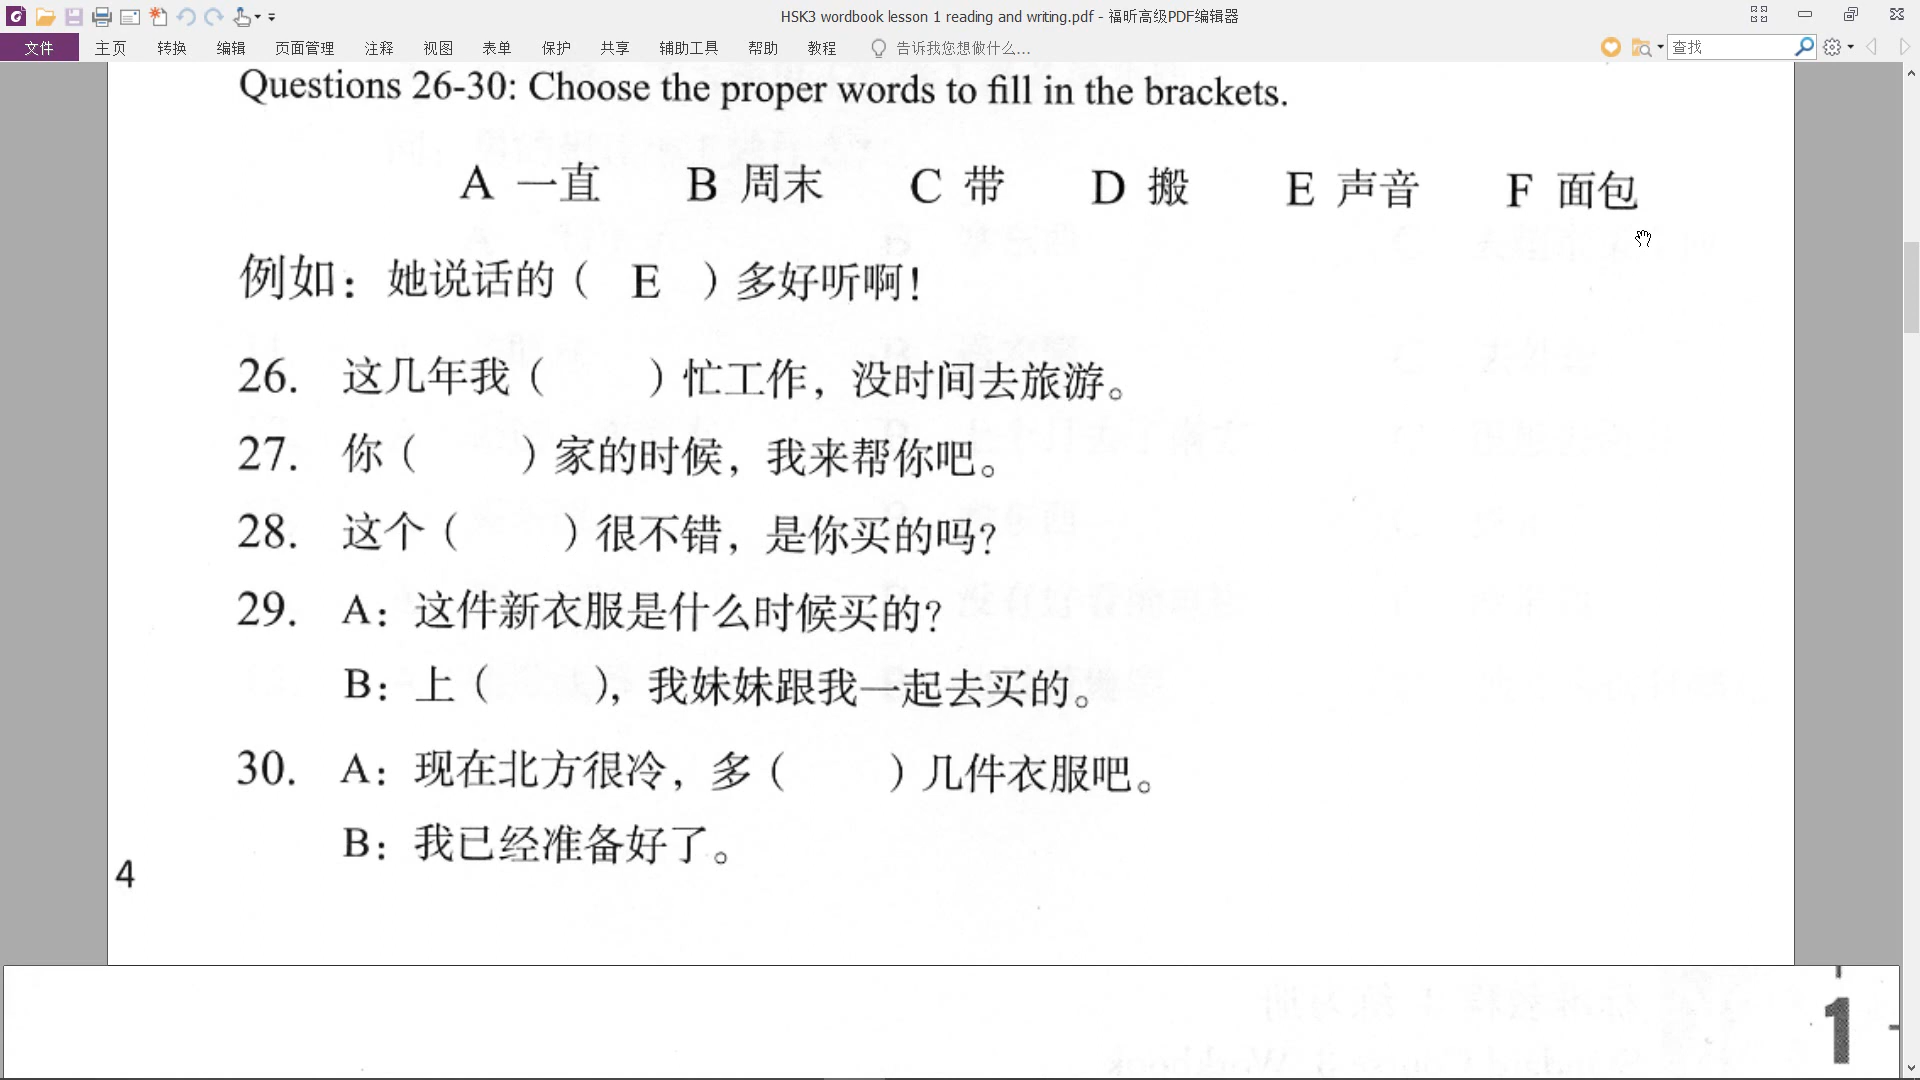 HSK3 wordbook lesson 1 reading and writing.pdf - 福昕高级PDF编辑器
文件 主页 转换 编辑 页面管理 注释 视图 表单 保护 共享 辅助工具 帮助 教程 告诉我您想做什么... 查找
Questions 26-30: Choose the proper words to fill in the brackets.
A 一直 B 周末 C 带 D 搬 E 声音 F 面包
例如：她说话的（ E ）多好听啊！
26. 这几年我（ ）忙工作，没时间去旅游。
27. 你（ ）家的时候，我来帮你吧。
28. 这个（ ）很不错，是你买的吗？
29. A：这件新衣服是什么时候买的？
B：上（ ），我妹妹跟我一起去买的。
30. A：现在北方很冷，多（ ）几件衣服吧。
B：我已经准备好了。
4
1